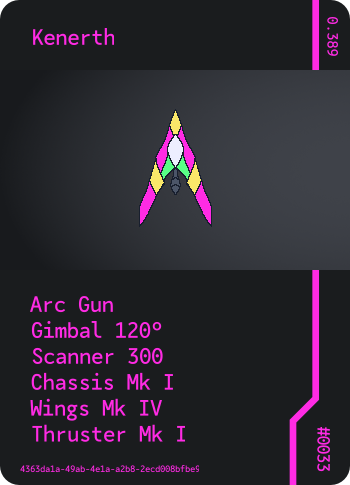 Kenerth
0.389
Arc Gun
Gimbal 120°
Scanner 300
Chassis Mk I
Wings Mk IV
Thruster Mk I
#0033
4363da1a-49ab-4e1a-a2b8-2ecd008bfbe9